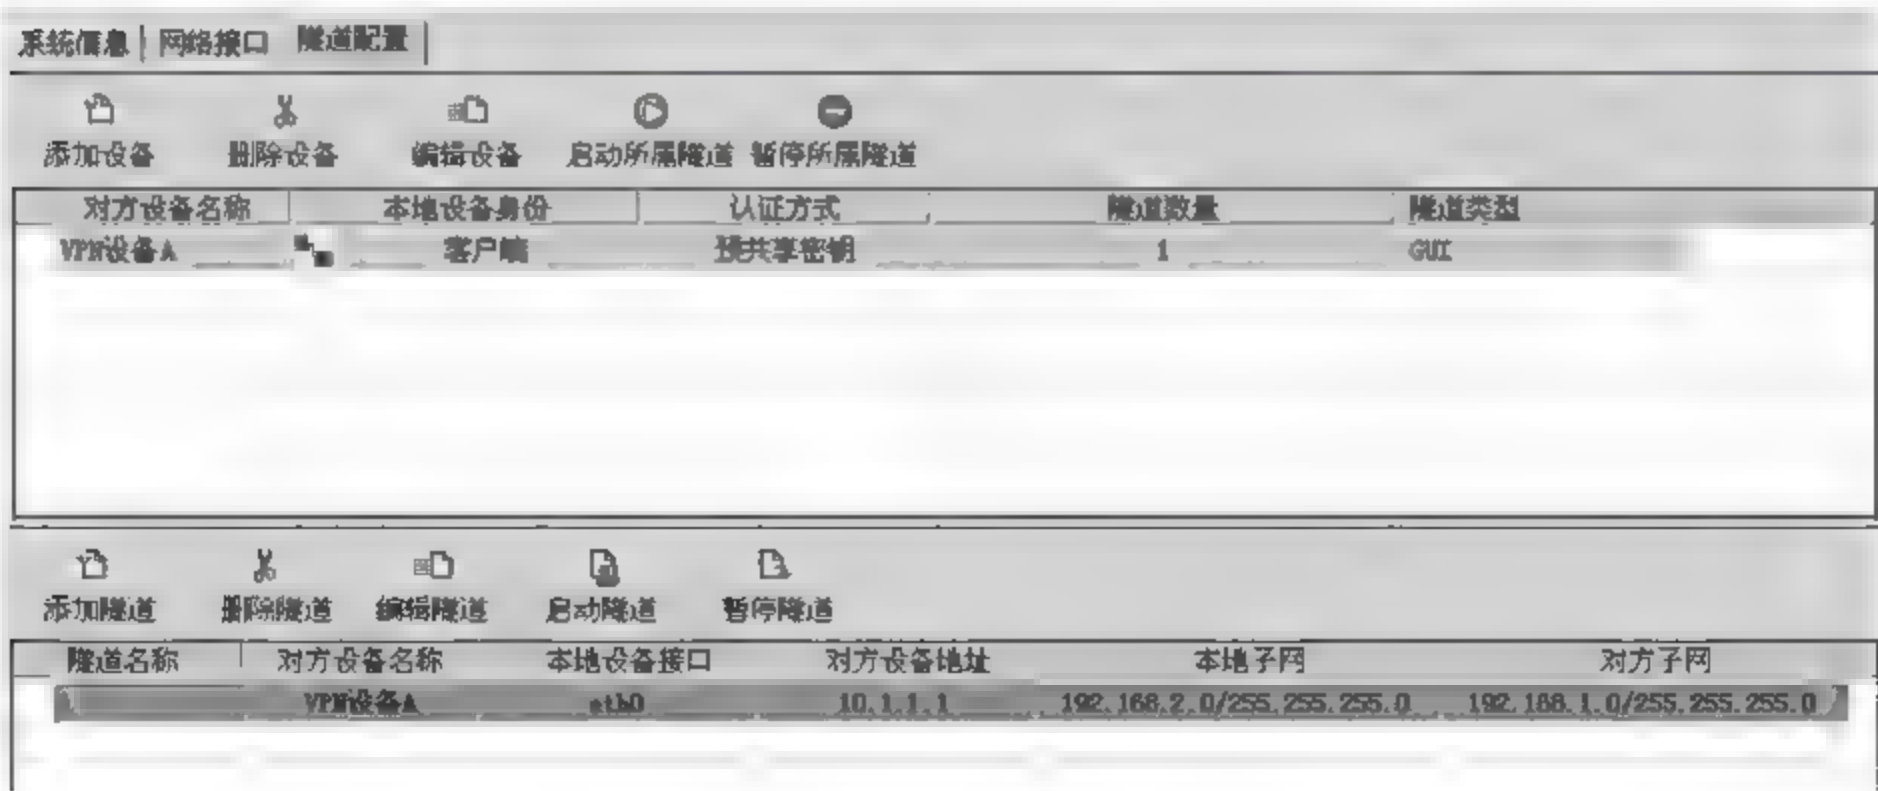 系统信息 网络接口 隧道配置
添加设备 删除设备 编辑设备 启动所属隧道 暂停所属隧道
对方设备名称 本地设备身份 认证方式 隧道数量 隧道类型
VPN设备A 客户端 预共享密钥 1 GUI
添加隧道 删除隧道 编辑隧道 启动隧道 暂停隧道
隧道名称 对方设备名称 本地设备接口 对方设备地址 本地子网 对方子网
VPN设备A eth0 10.1.1.1 192.168.2.0/255.255.255.0 192.168.1.0/255.255.255.0